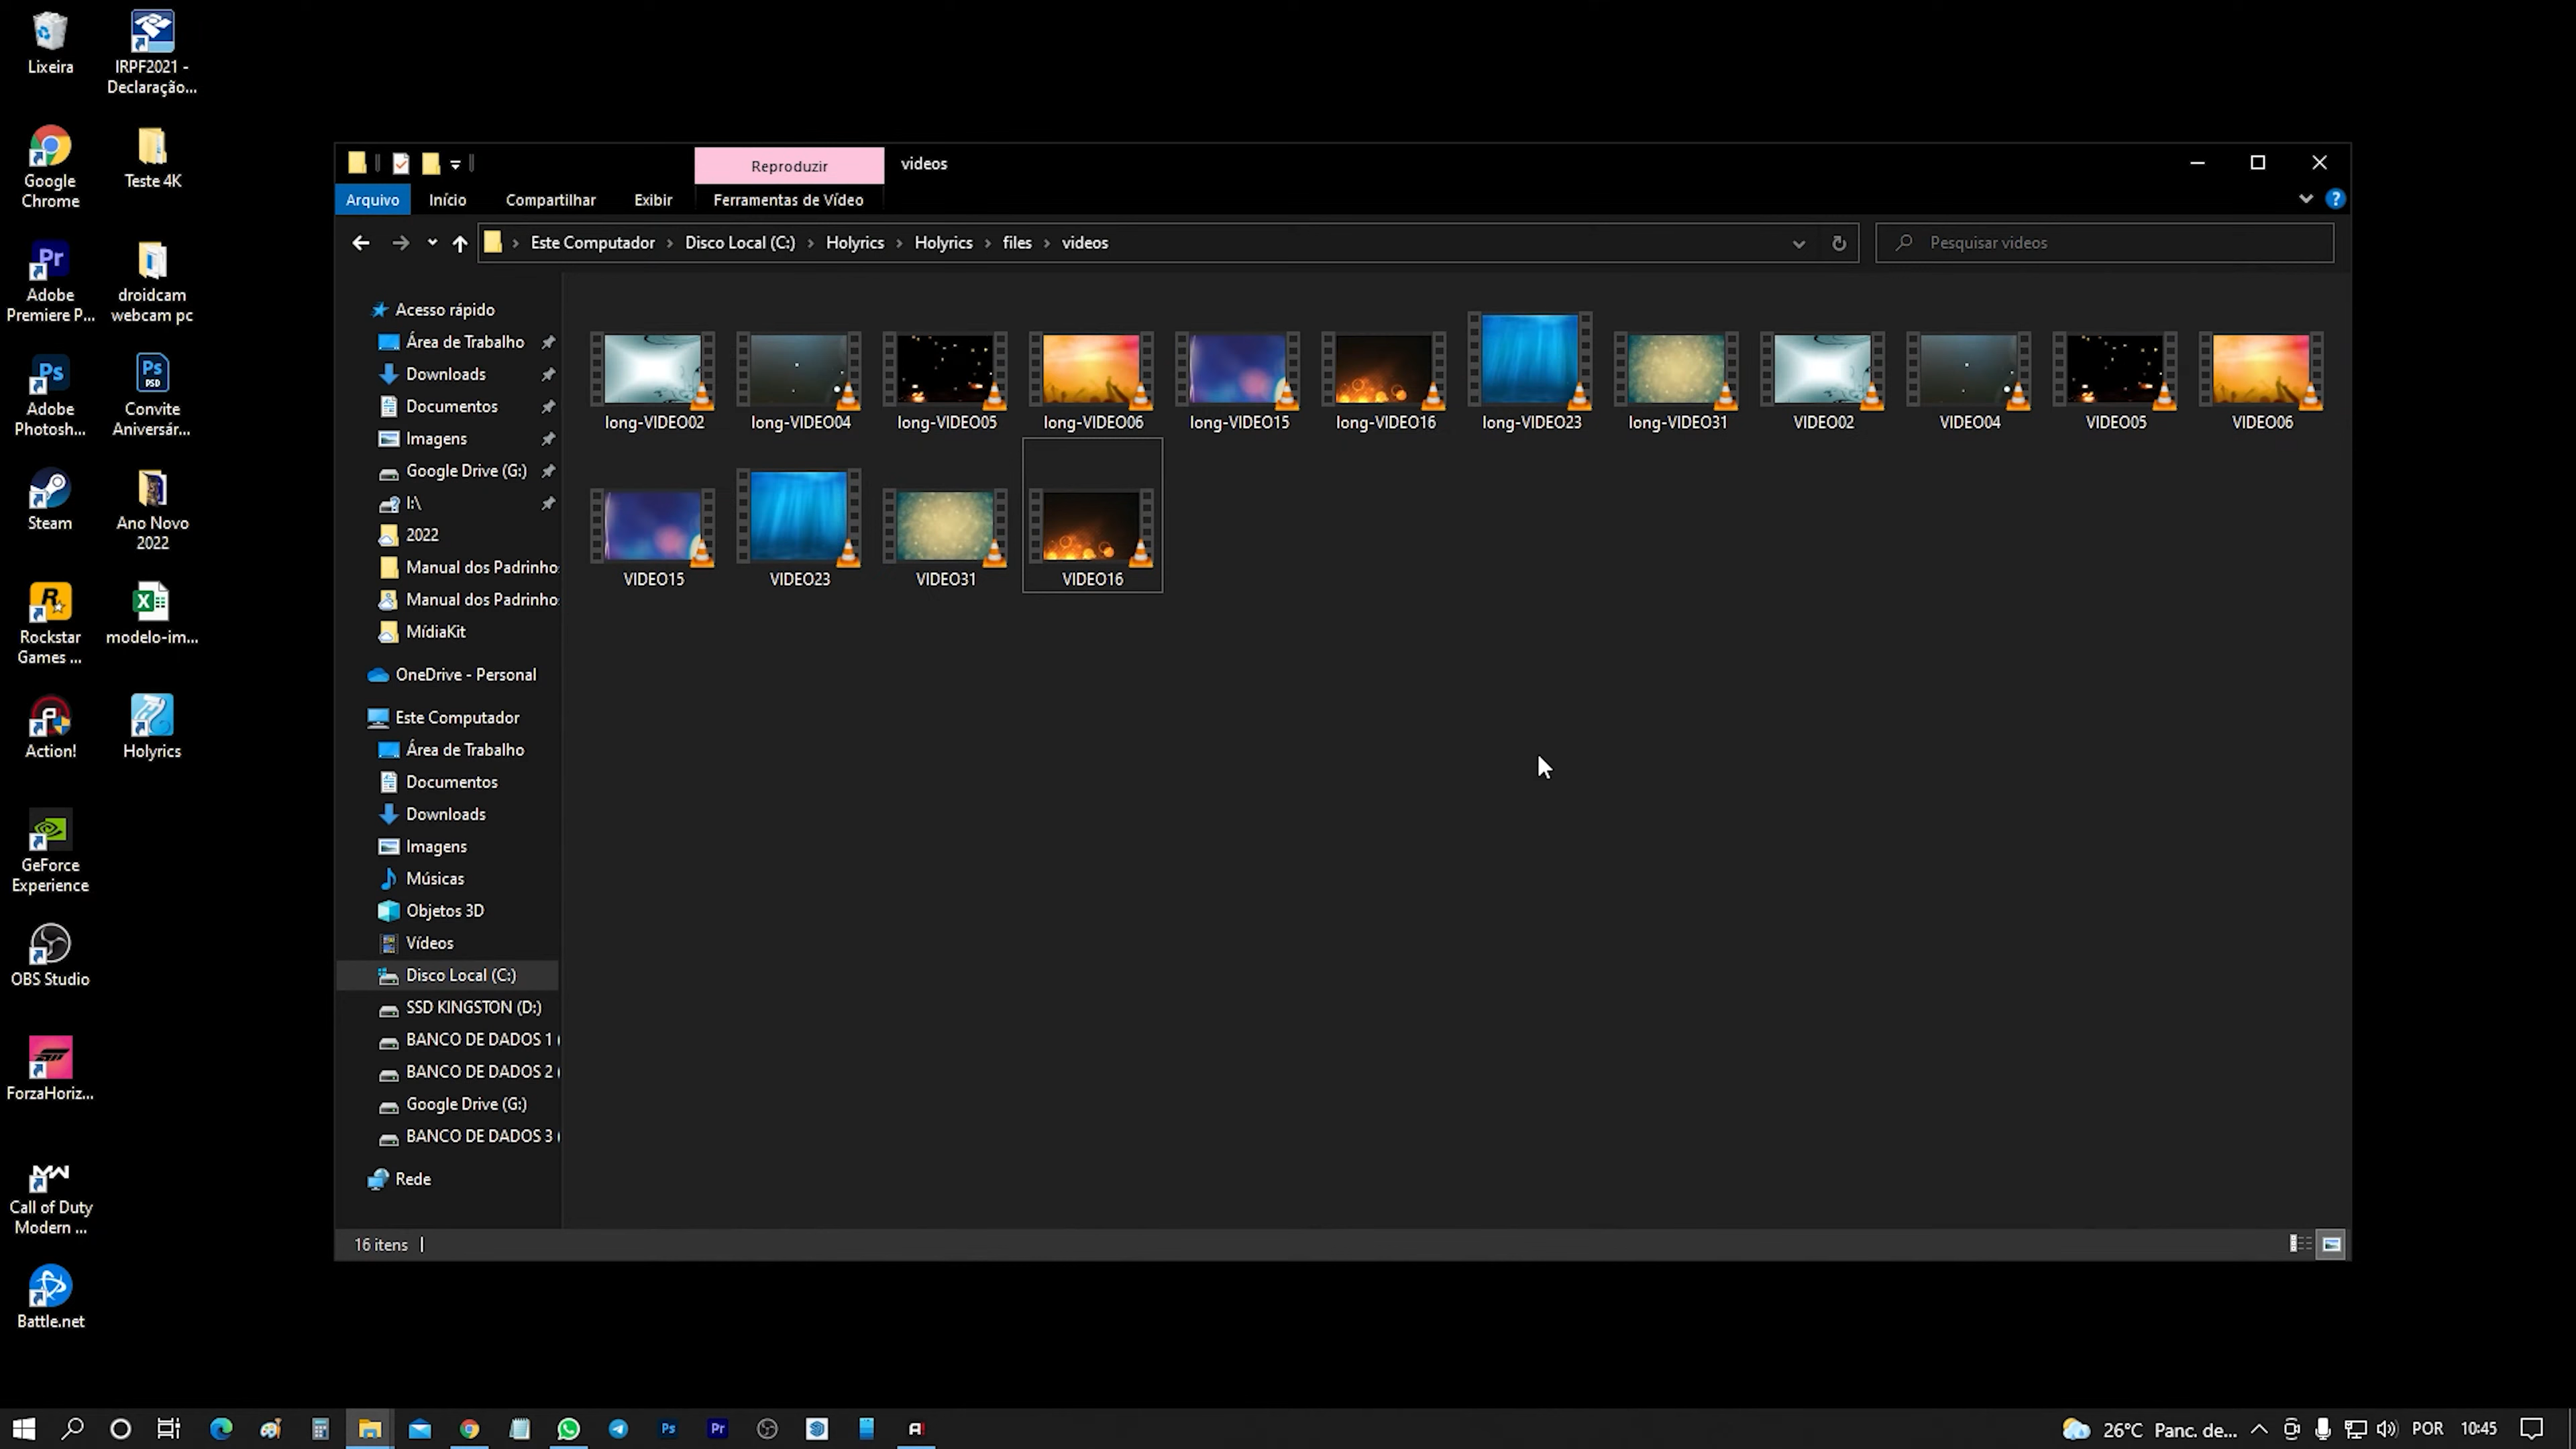 Lixeira
IRPF2021 -
Declaração...
Google
Chrome
Teste 4K
Adobe
Premiere P...
droidcam
webcam pc
Adobe
Photosh...
Convite
Aniversár...
Steam
Ano Novo
2022
Rockstar
Games ...
modelo-im...
Action!
Holyrics
GeForce
Experience
OBS Studio
ForzaHoriz...
Call of Duty
Modern ...
Battle.net
Reproduzir
videos
Arquivo
Início
Compartilhar
Exibir
Ferramentas de Vídeo
Este Computador
Disco Local (C:)
Holyrics
Holyrics
files
videos
Pesquisar videos
Acesso rápido
Área de Trabalho
Downloads
Documentos
Imagens
Google Drive (G:)
I:\
2022
Manual dos Padrinho
Manual dos Padrinho
MídiaKit
OneDrive - Personal
Este Computador
Área de Trabalho
Documentos
Downloads
Imagens
Músicas
Objetos 3D
Vídeos
Disco Local (C:)
SSD KINGSTON (D:)
BANCO DE DADOS 1 (
BANCO DE DADOS 2 (
Google Drive (G:)
BANCO DE DADOS 3 (
Rede
long-VIDEO02
long-VIDEO04
long-VIDEO05
long-VIDEO06
long-VIDEO15
long-VIDEO16
long-VIDEO23
long-VIDEO31
VIDEO02
VIDEO04
VIDEO05
VIDEO06
VIDEO15
VIDEO23
VIDEO31
VIDEO16
16 itens
26°C Panc. de...
POR
10:45